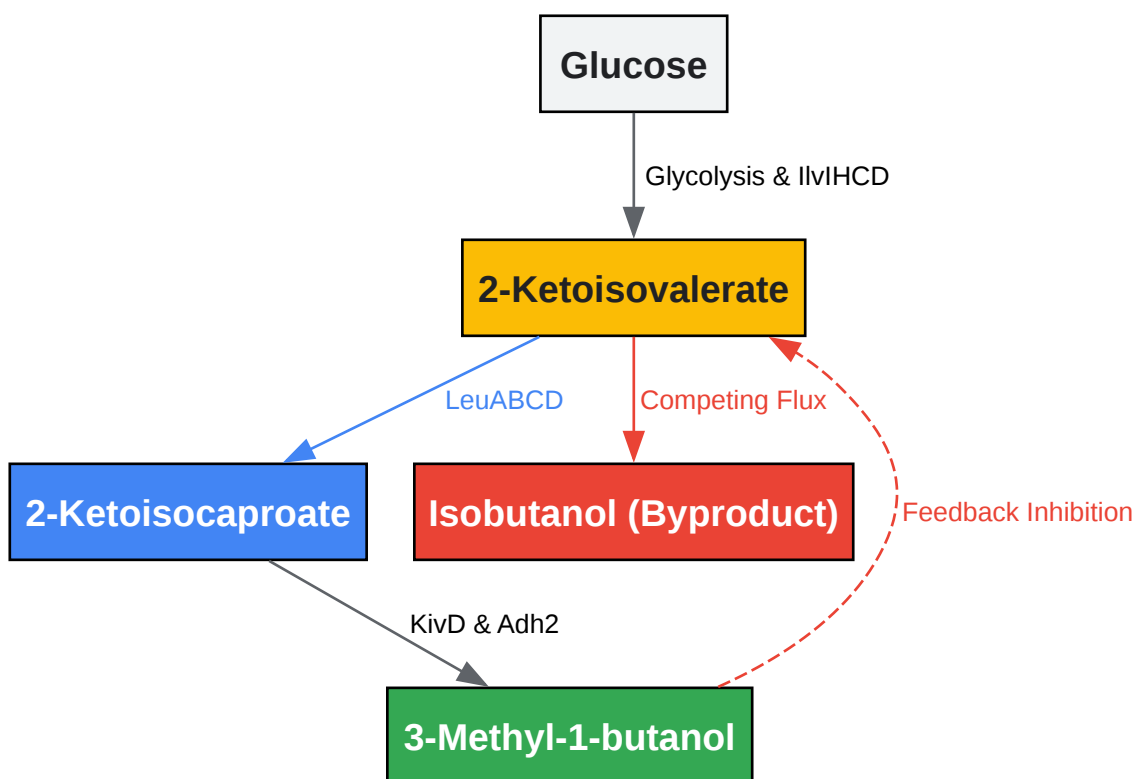 Glucose
Glycolysis & IlvIHCD
2-Ketoisovalerate
LeuABCD
Competing Flux
2-Ketoisocaproate
Isobutanol (Byproduct)
Feedback Inhibition
KivD & Adh2
3-Methyl-1-butanol